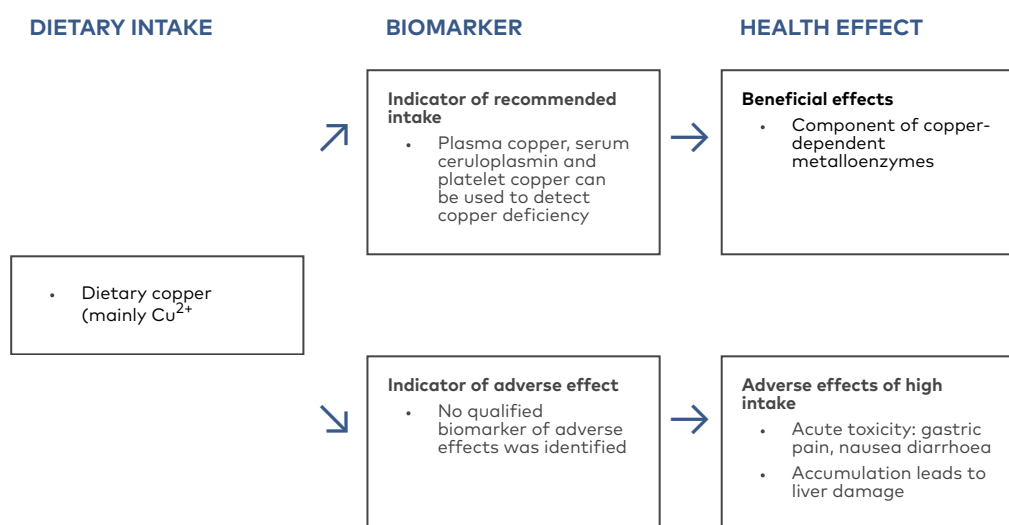 DIETARY INTAKE
BIOMARKER
HEALTH EFFECT
• Dietary copper
(mainly Cu²⁺
Indicator of recommended
intake
• Plasma copper, serum
ceruloplasmin and
platelet copper can
be used to detect
copper deficiency
Beneficial effects
• Component of copper-
dependent
metalloenzymes
Indicator of adverse effect
• No qualified
biomarker of adverse
effects was identified
Adverse effects of high
intake
• Acute toxicity: gastric
pain, nausea diarrhoea
• Accumulation leads to
liver damage